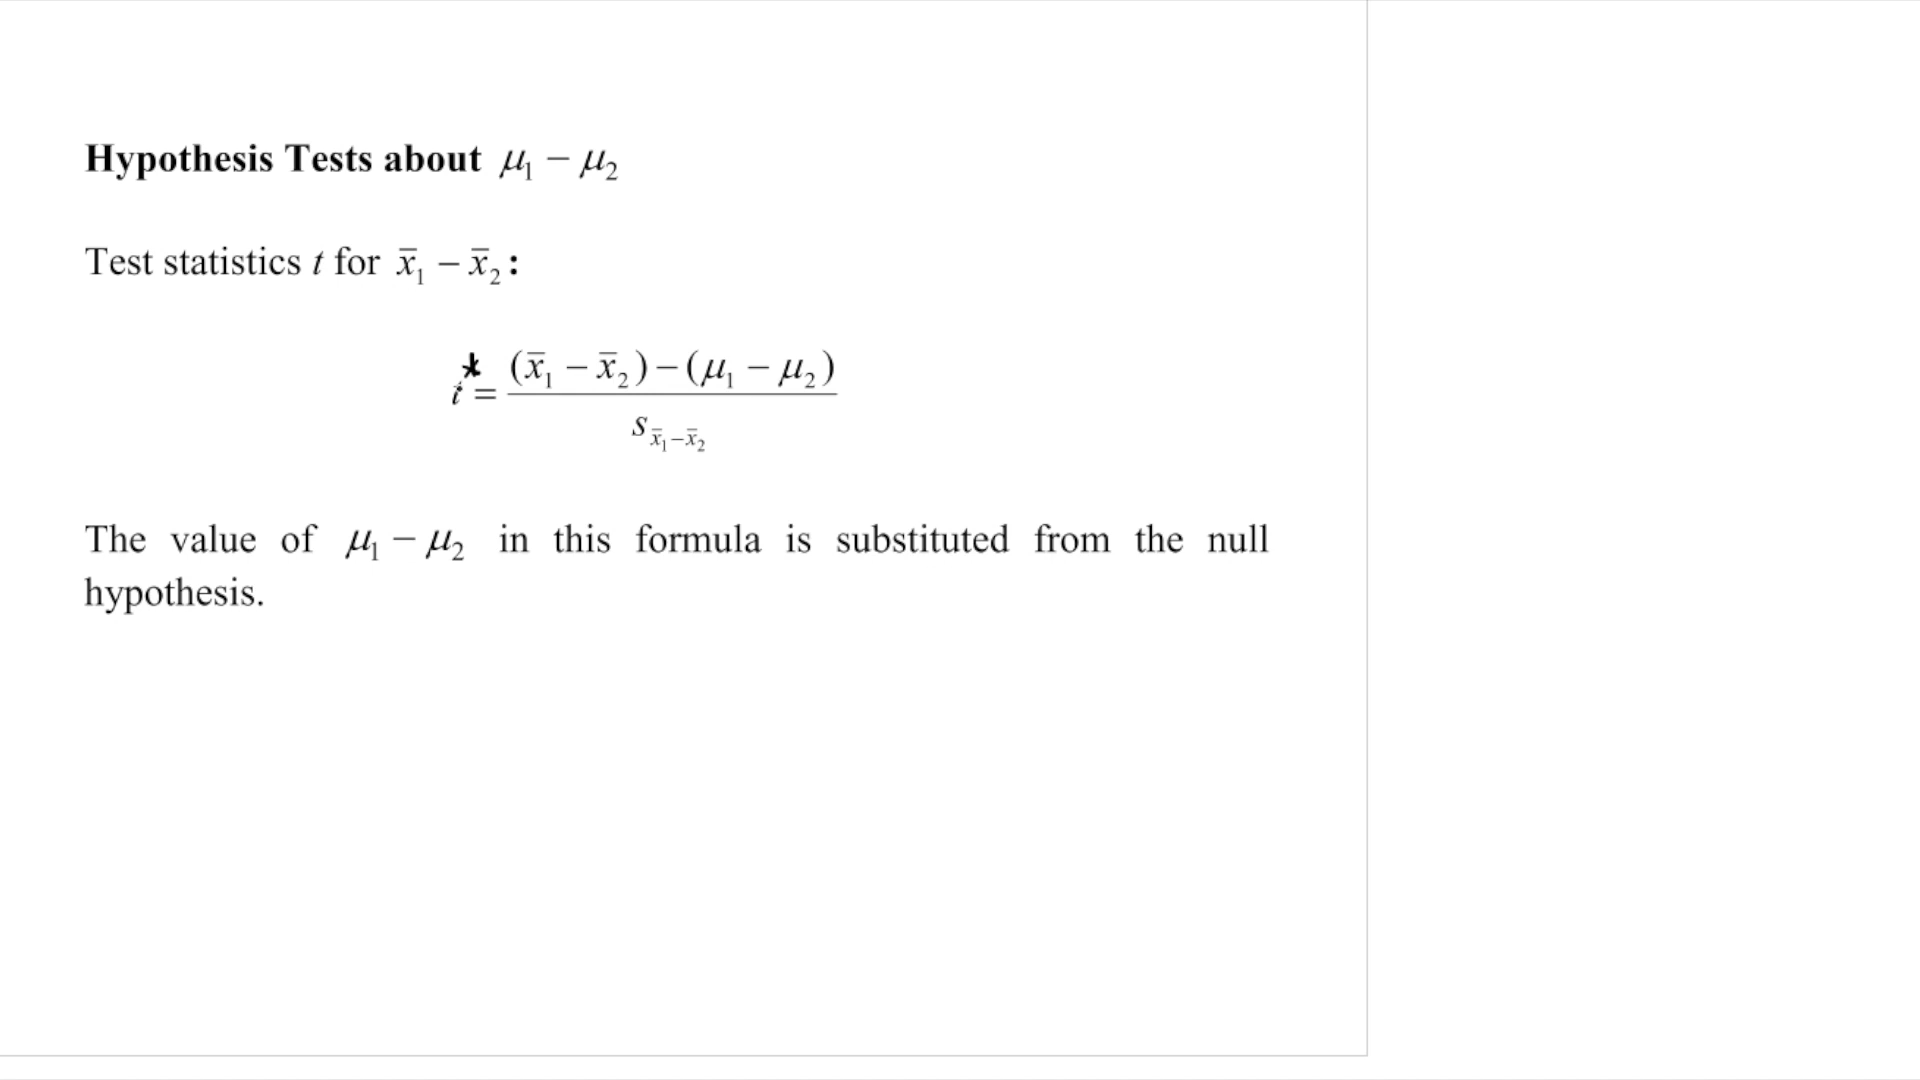 Hypothesis Tests about μ₁ − μ₂
Test statistics t for x̄₁ − x̄₂:
t* = ((x̄₁ − x̄₂) − (μ₁ − μ₂)) / s_x̄₁−x̄₂
The value of μ₁ − μ₂ in this formula is substituted from the null
hypothesis.